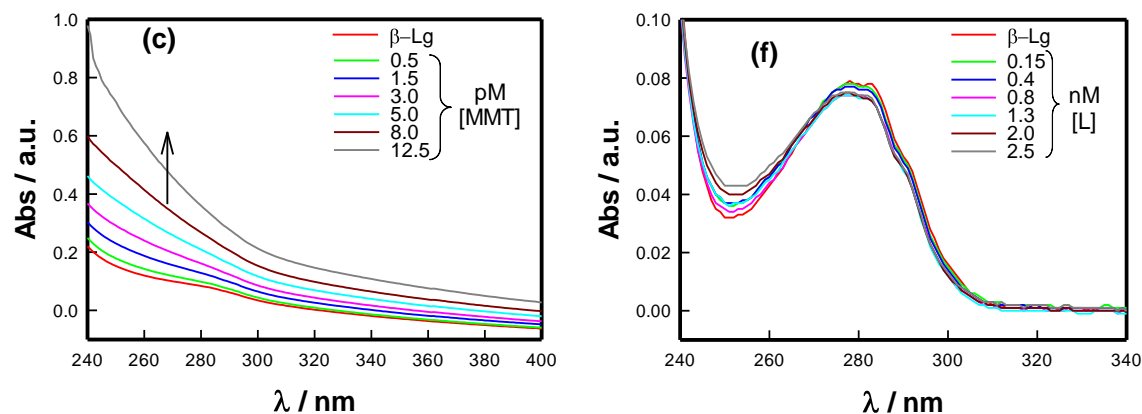 (c)
β–Lg
0.5
1.5
3.0
5.0
8.0
12.5
pM
[MMT]
Abs / a.u.
1.0
0.8
0.6
0.4
0.2
0.0
240 260 280 300 320 340 360 380 400
λ / nm
(f)
β–Lg
0.15
0.4
0.8
1.3
2.0
2.5
nM
[L]
Abs / a.u.
0.10
0.08
0.06
0.04
0.02
0.00
240 260 280 300 320 340
λ / nm